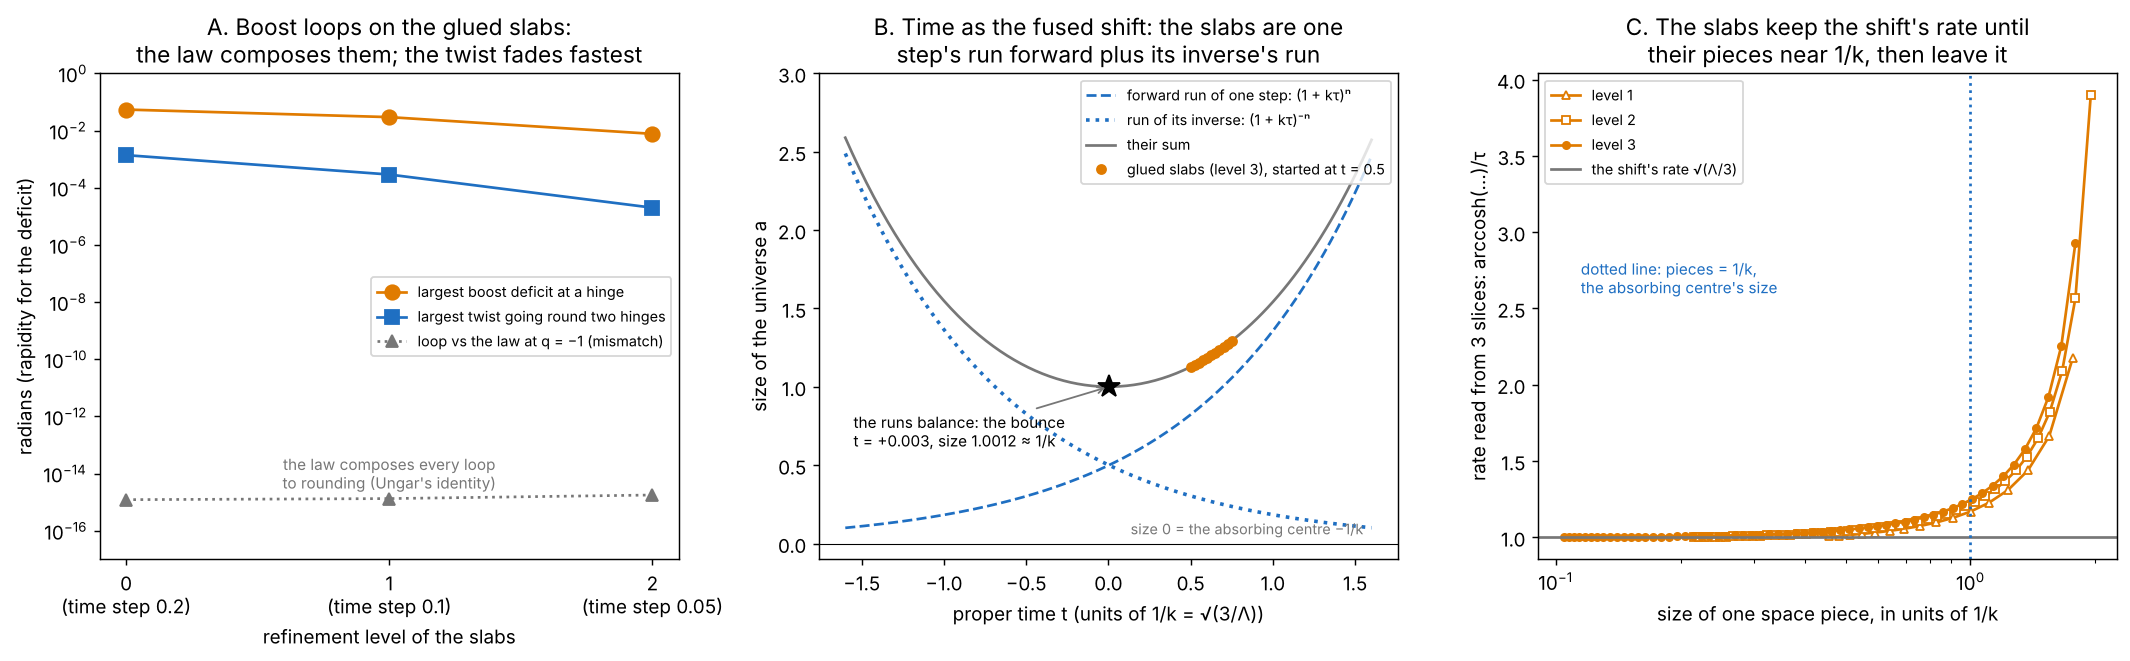 A. Boost loops on the glued slabs:
the law composes them; the twist fades fastest
10⁰
10⁻²
10⁻⁴
10⁻⁶
10⁻⁸
10⁻¹⁰
10⁻¹²
10⁻¹⁴
10⁻¹⁶
radians (rapidity for the deficit)
largest boost deficit at a hinge
largest twist going round two hinges
loop vs the law at q = −1 (mismatch)
the law composes every loop
to rounding (Ungar's identity)
0 1 2
(time step 0.2) (time step 0.1) (time step 0.05)
refinement level of the slabs
B. Time as the fused shift: the slabs are one
step's run forward plus its inverse's run
3.0
2.5
2.0
1.5
1.0
0.5
0.0
size of the universe a
forward run of one step: (1 + kτ)ⁿ
run of its inverse: (1 + kτ)⁻ⁿ
their sum
glued slabs (level 3), started at t = 0.5
the runs balance: the bounce
t = +0.003, size 1.0012 ≈ 1/k
size 0 = the absorbing centre −1/k
−1.5 −1.0 −0.5 0.0 0.5 1.0 1.5
proper time t (units of 1/k = √(3/Λ))
C. The slabs keep the shift's rate until
their pieces near 1/k, then leave it
4.0
3.5
3.0
2.5
2.0
1.5
1.0
rate read from 3 slices: arccosh(...)/τ
level 1
level 2
level 3
the shift's rate √(Λ/3)
dotted line: pieces = 1/k,
the absorbing centre's size
10⁻¹ 10⁰
size of one space piece, in units of 1/k